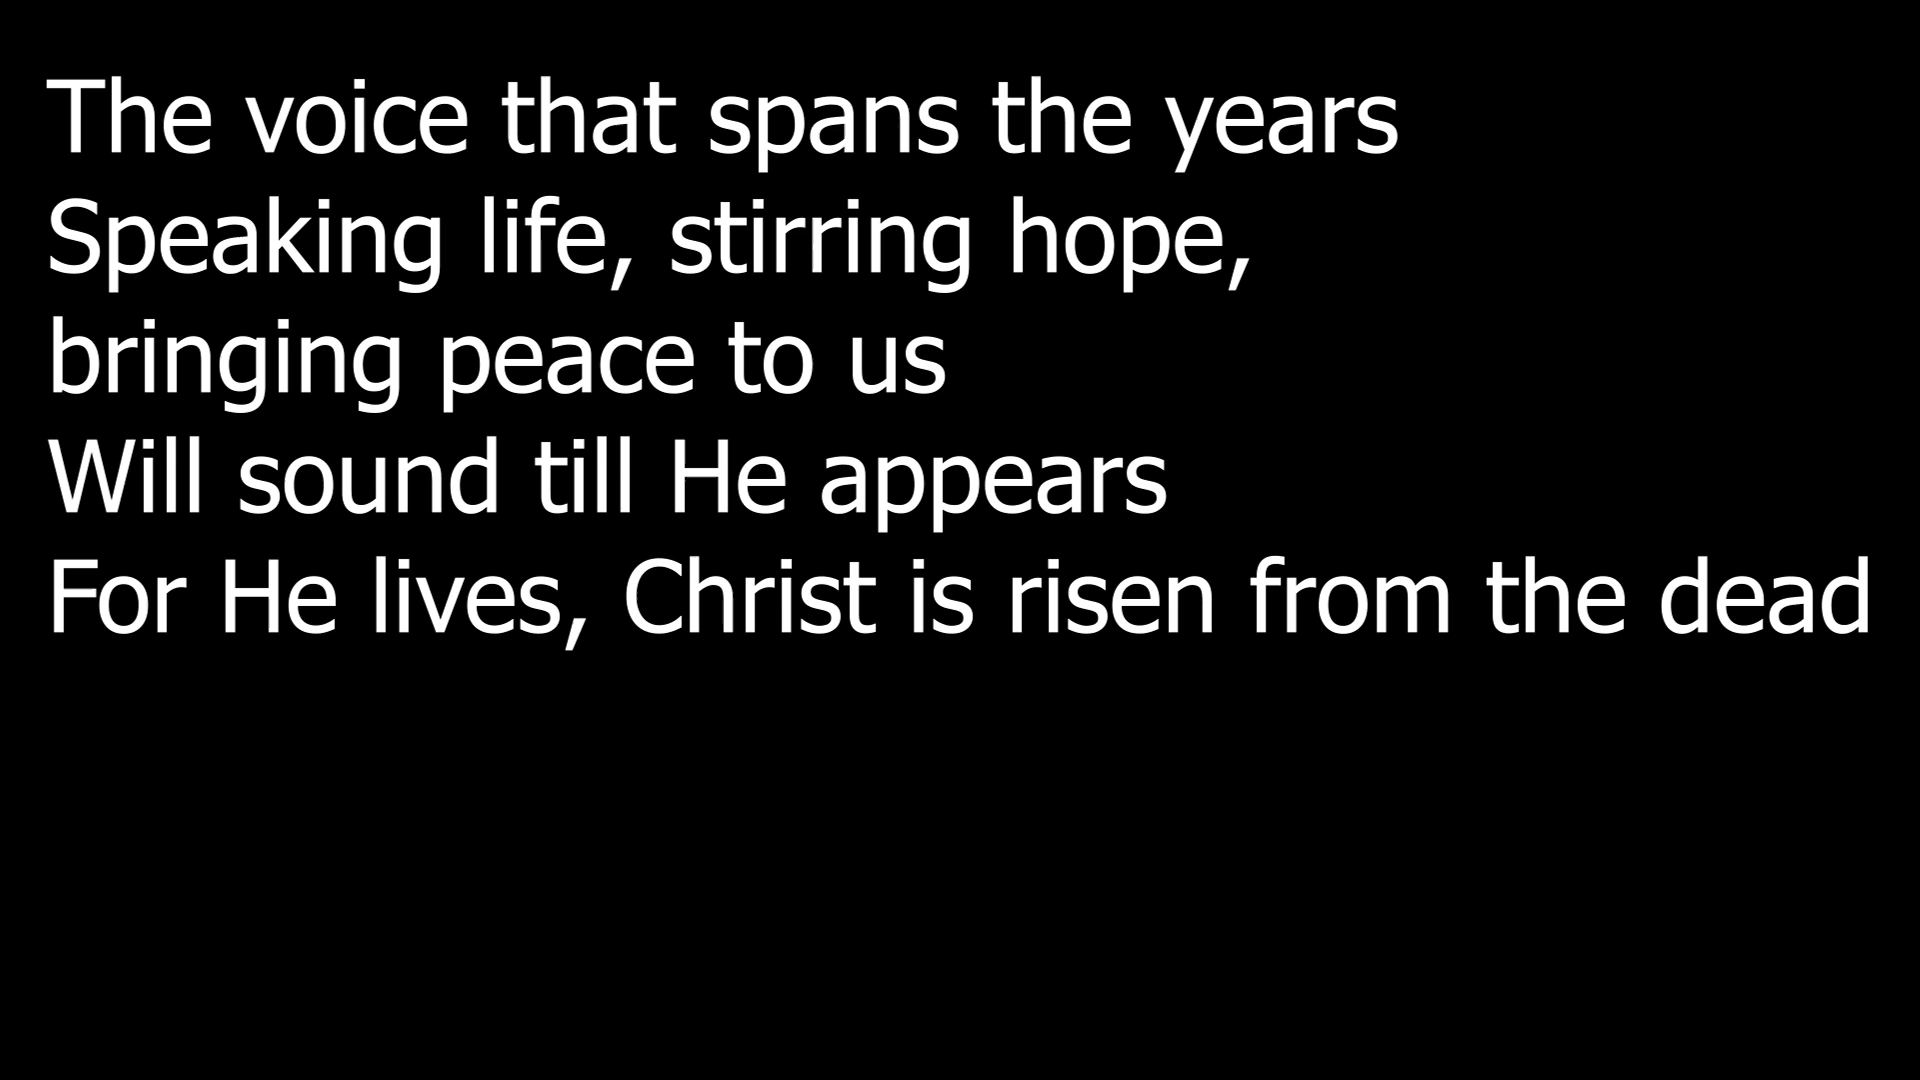 The voice that spans the years
Speaking life, stirring hope,
bringing peace to us
Will sound till He appears
For He lives, Christ is risen from the dead